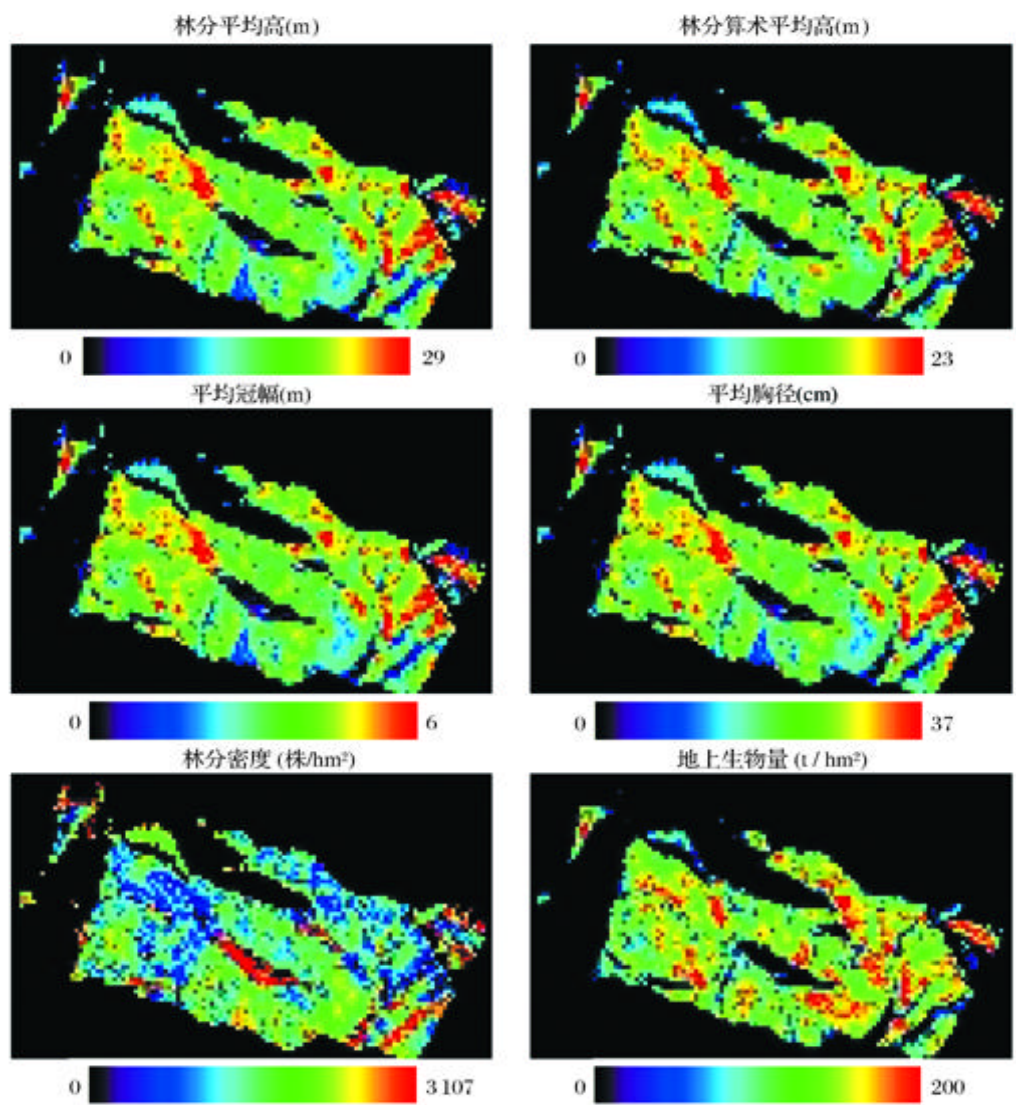 林分平均高(m)
林分算术平均高(m)
0 29
0 23
平均冠幅(m)
平均胸径(cm)
0 6
0 37
林分密度 (株/hm²)
地上生物量 (t / hm²)
0 3 107
0 200